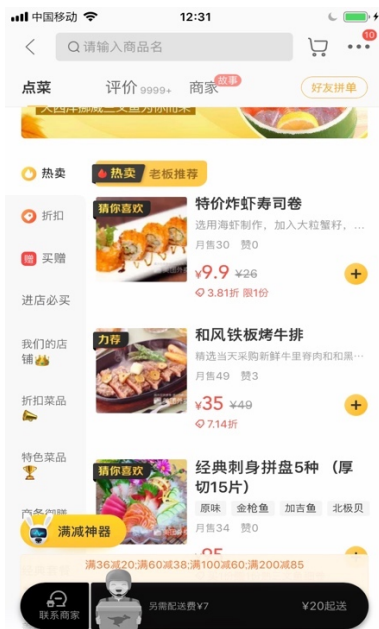 中国移动
12:31
请输入商品名
10
点菜
评价 9999+
商家
故事
好友拼单
热卖
热卖 老板推荐
折扣
赠 买赠
进店必买
我们的店
铺
折扣菜品
特色菜品
猜你喜欢
特价炸虾寿司卷
选用海虾制作，加入大粒蟹籽，...
月售30 赞0
¥9.9 ¥26
3.81折 限1份
力荐
和风铁板烤牛排
精选当天采购新鲜牛里脊肉和和黑...
月售49 赞3
¥35 ¥49
7.14折
猜你喜欢
经典刺身拼盘5种 （厚
切15片）
原味 金枪鱼 加吉鱼 北极贝
月售34 赞0
满减神器
满36减20;满60减38;满100减60;满200减85
联系商家
另需配送费¥7
¥20起送